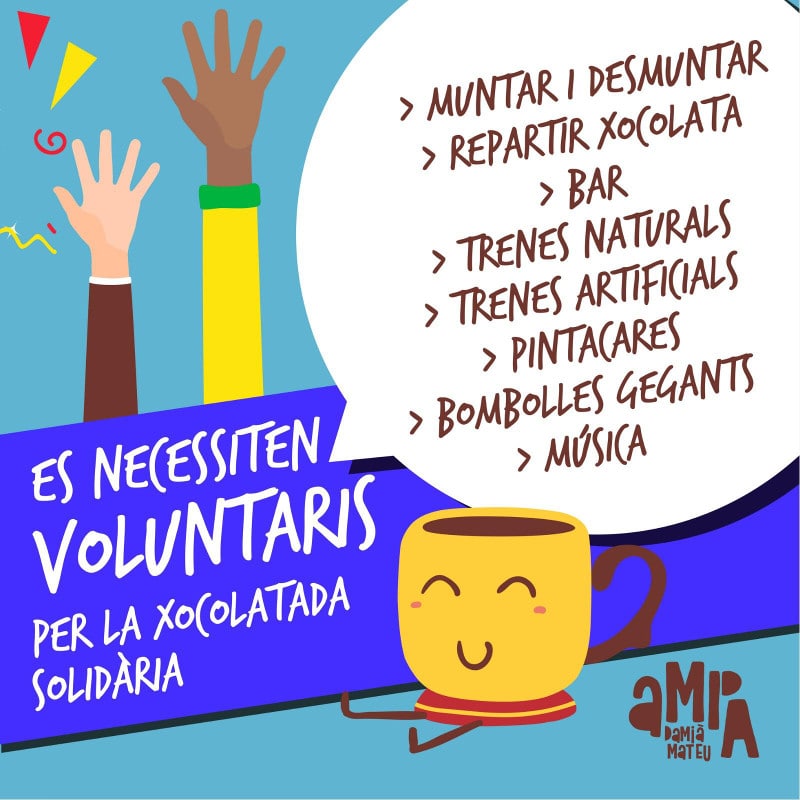 > MUNTAR I DESMUNTAR
> REPARTIR XOCOLATA
> BAR
> TRENES NATURALS
> TRENES ARTIFICIALS
> PINTACARES
> BOMBOLLES GEGANTS
> MÚSICA
ES NECESSITEN
VOLUNTARIS
PER LA XOCOLATADA
SOLIDÀRIA
AMPA
DAMIÀ
MATEU